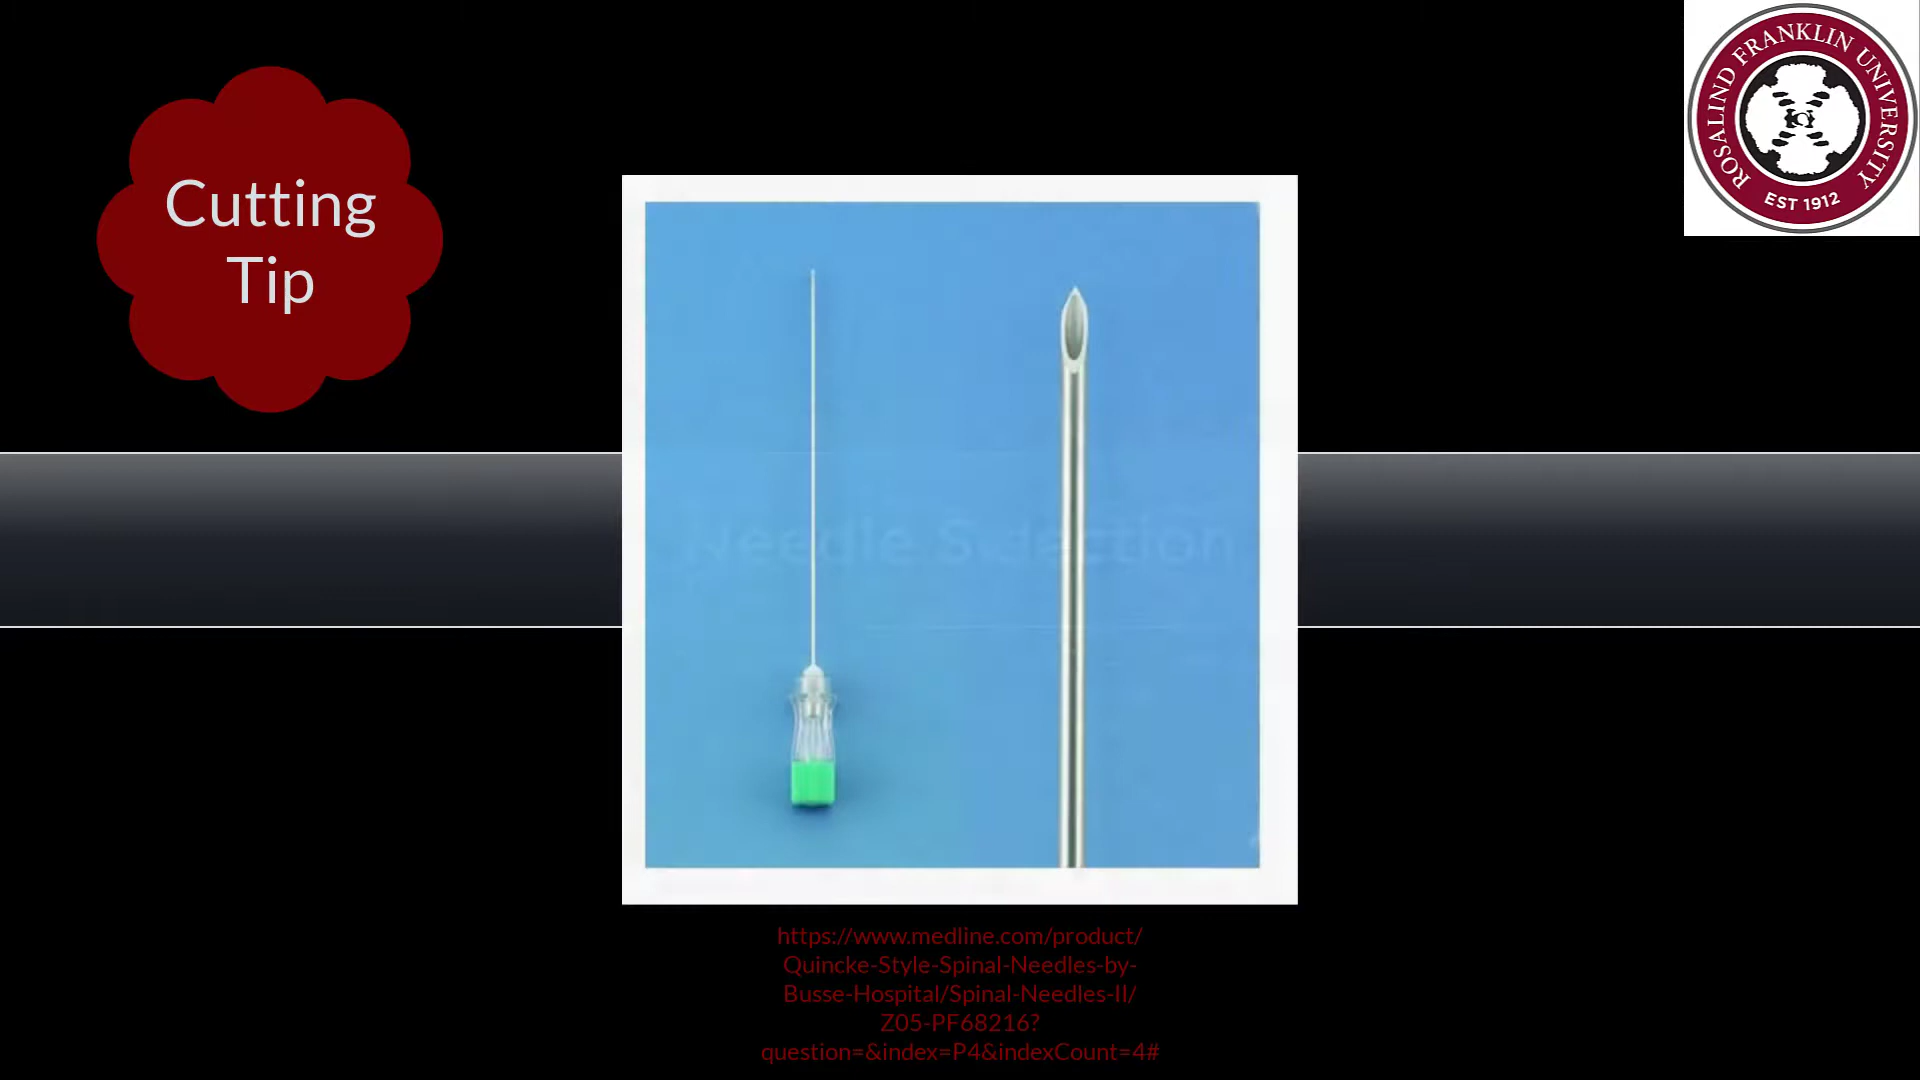 Cutting
Tip
ROSALIND FRANKLIN UNIVERSITY
EST 1912
https://www.medline.com/product/
Quincke-Style-Spinal-Needles-by-
Busse-Hospital/Spinal-Needles-II/
Z05-PF68216?
question=&index=P4&indexCount=4#